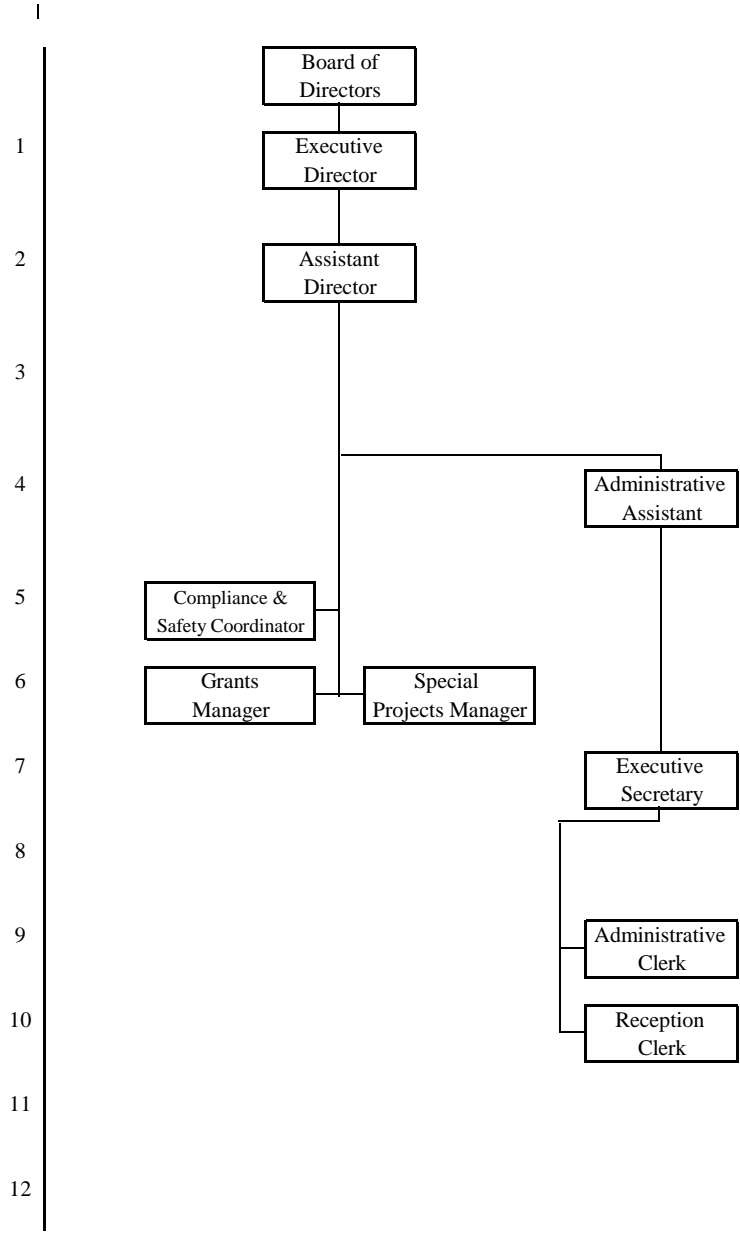 Board of
Directors
1
Executive
Director
2
Assistant
Director
3
4
Administrative
Assistant
5
Compliance &
Safety Coordinator
6
Grants
Manager
Special
Projects Manager
7
Executive
Secretary
8
9
Administrative
Clerk
10
Reception
Clerk
11
12